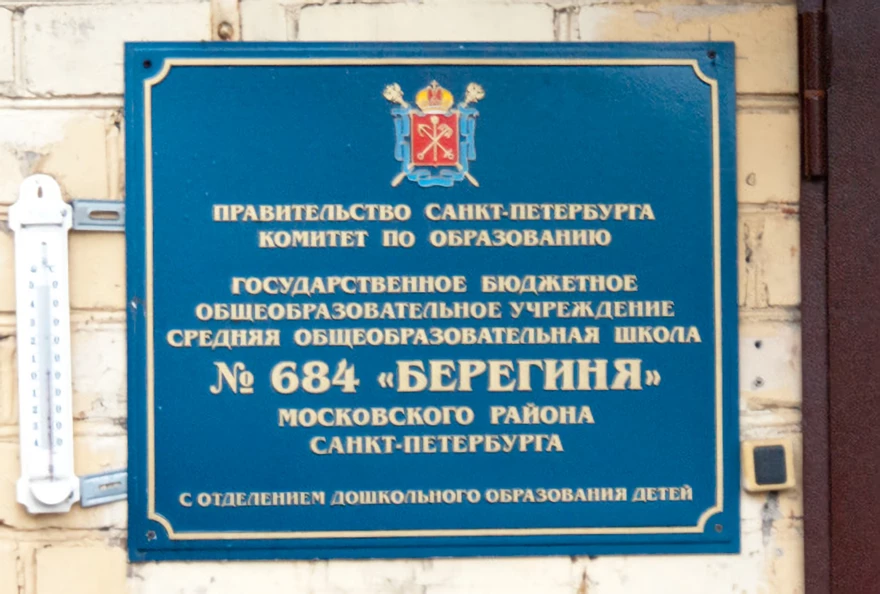 ПРАВИТЕЛЬСТВО САНКТ-ПЕТЕРБУРГА
КОМИТЕТ ПО ОБРАЗОВАНИЮ
ГОСУДАРСТВЕННОЕ БЮДЖЕТНОЕ
ОБЩЕОБРАЗОВАТЕЛЬНОЕ УЧРЕЖДЕНИЕ
СРЕДНЯЯ ОБЩЕОБРАЗОВАТЕЛЬНАЯ ШКОЛА
№ 684 «БЕРЕГИНЯ»
МОСКОВСКОГО РАЙОНА
САНКТ-ПЕТЕРБУРГА
С ОТДЕЛЕНИЕМ ДОШКОЛЬНОГО ОБРАЗОВАНИЯ ДЕТЕЙ